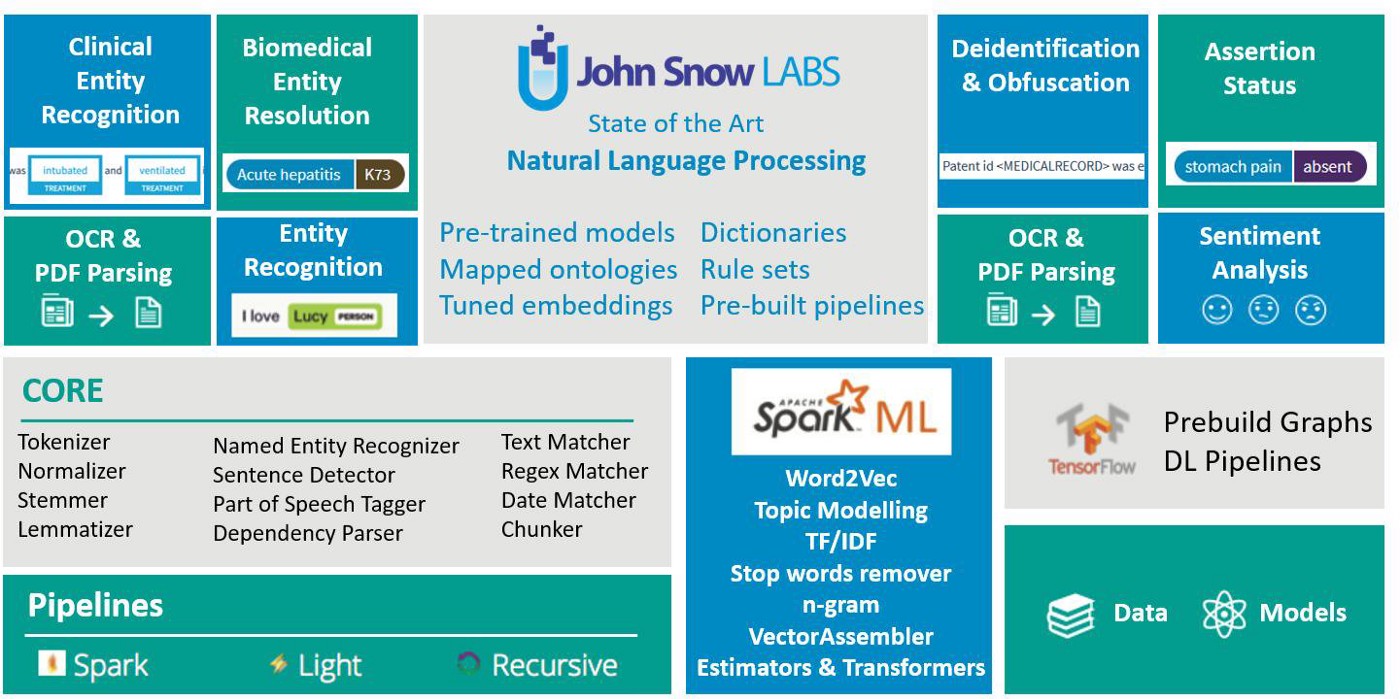 Clinical
Entity
Recognition
was intubated and ventilated
TREATMENT TREATMENT
Biomedical
Entity
Resolution
Acute hepatitis K73
John Snow LABS
State of the Art
Natural Language Processing
Pre-trained models
Mapped ontologies
Tuned embeddings
Dictionaries
Rule sets
Pre-built pipelines
Deidentification
& Obfuscation
Patent id <MEDICALRECORD> was e
Assertion
Status
stomach pain absent
OCR &
PDF Parsing
Entity
Recognition
I love Lucy PERSON
OCR &
PDF Parsing
Sentiment
Analysis
CORE
Tokenizer
Normalizer
Stemmer
Lemmatizer
Named Entity Recognizer
Sentence Detector
Part of Speech Tagger
Dependency Parser
Text Matcher
Regex Matcher
Date Matcher
Chunker
Pipelines
Spark
Light
Recursive
APACHE
Spark™ ML
Word2Vec
Topic Modelling
TF/IDF
Stop words remover
n-gram
VectorAssembler
Estimators & Transformers
TensorFlow
Prebuild Graphs
DL Pipelines
Data
Models